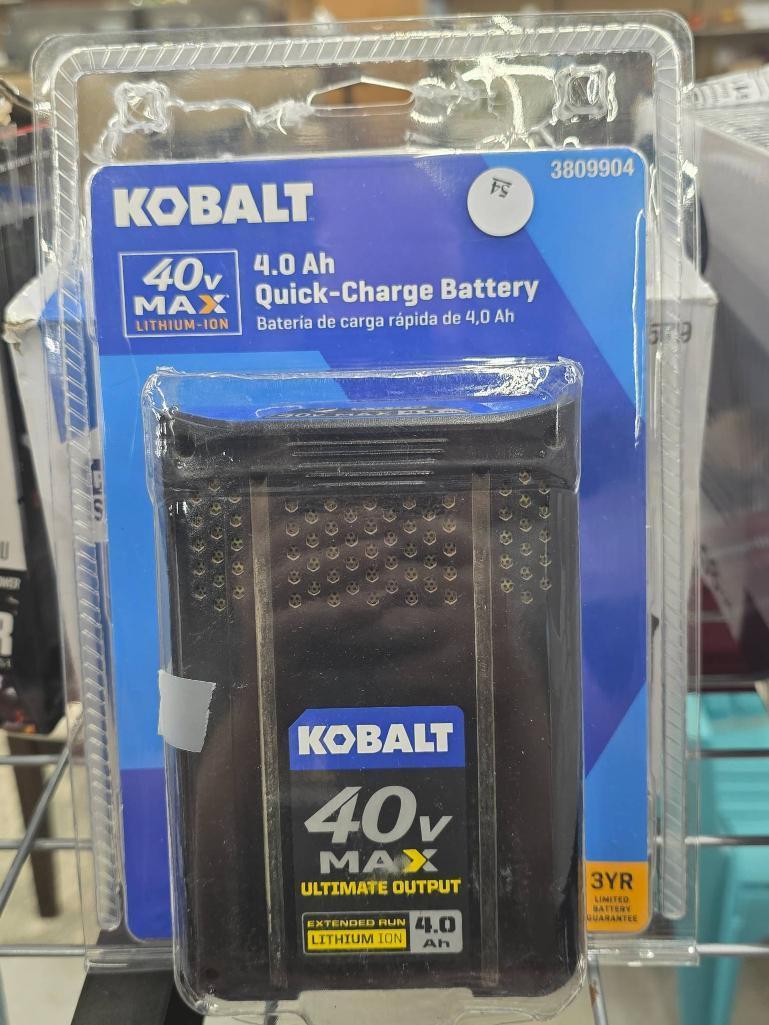 3809904
54
KOBALT
40v
MAX
LITHIUM-ION
4.0 Ah
Quick-Charge Battery
Batería de carga rápida de 4,0 Ah
KOBALT
40v
MAX
ULTIMATE OUTPUT
EXTENDED RUN
LITHIUM ION
4.0
Ah
3YR
LIMITED
BATTERY
GUARANTEE